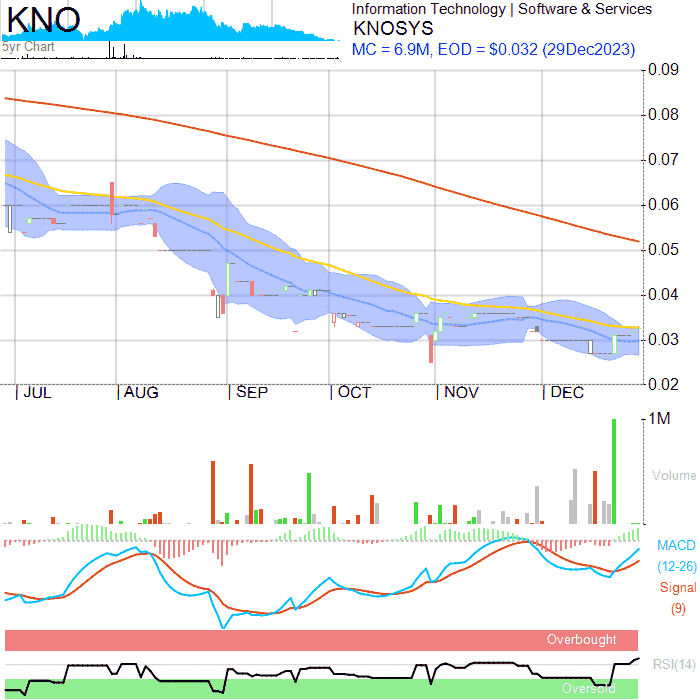 KNO
5yr Chart
Information Technology | Software & Services
KNOSYS
MC = 6.9M, EOD = $0.032 (29Dec2023)
0.09
0.08
0.07
0.06
0.05
0.04
0.03
0.02
| JUL | AUG | SEP | OCT | NOV | DEC
1M
Volume
MACD
(12-26)
Signal
(9)
Overbought
RSI(14)
Oversold